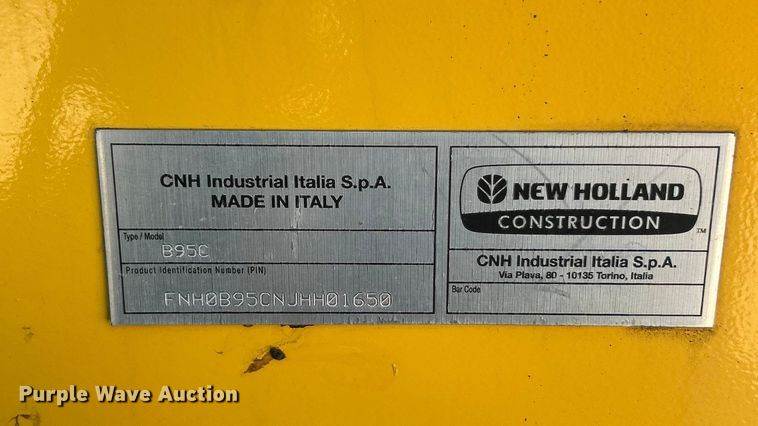 CNH Industrial Italia S.p.A.
MADE IN ITALY
Type / Model
B95C
Product Identification Number (PIN)
FNH0B95CNJHH01650
NEW HOLLAND
CONSTRUCTION
TM
CNH Industrial Italia S.p.A.
Via Plava, 80 - 10135 Torino, Italia
Bar Code
Purple Wave Auction